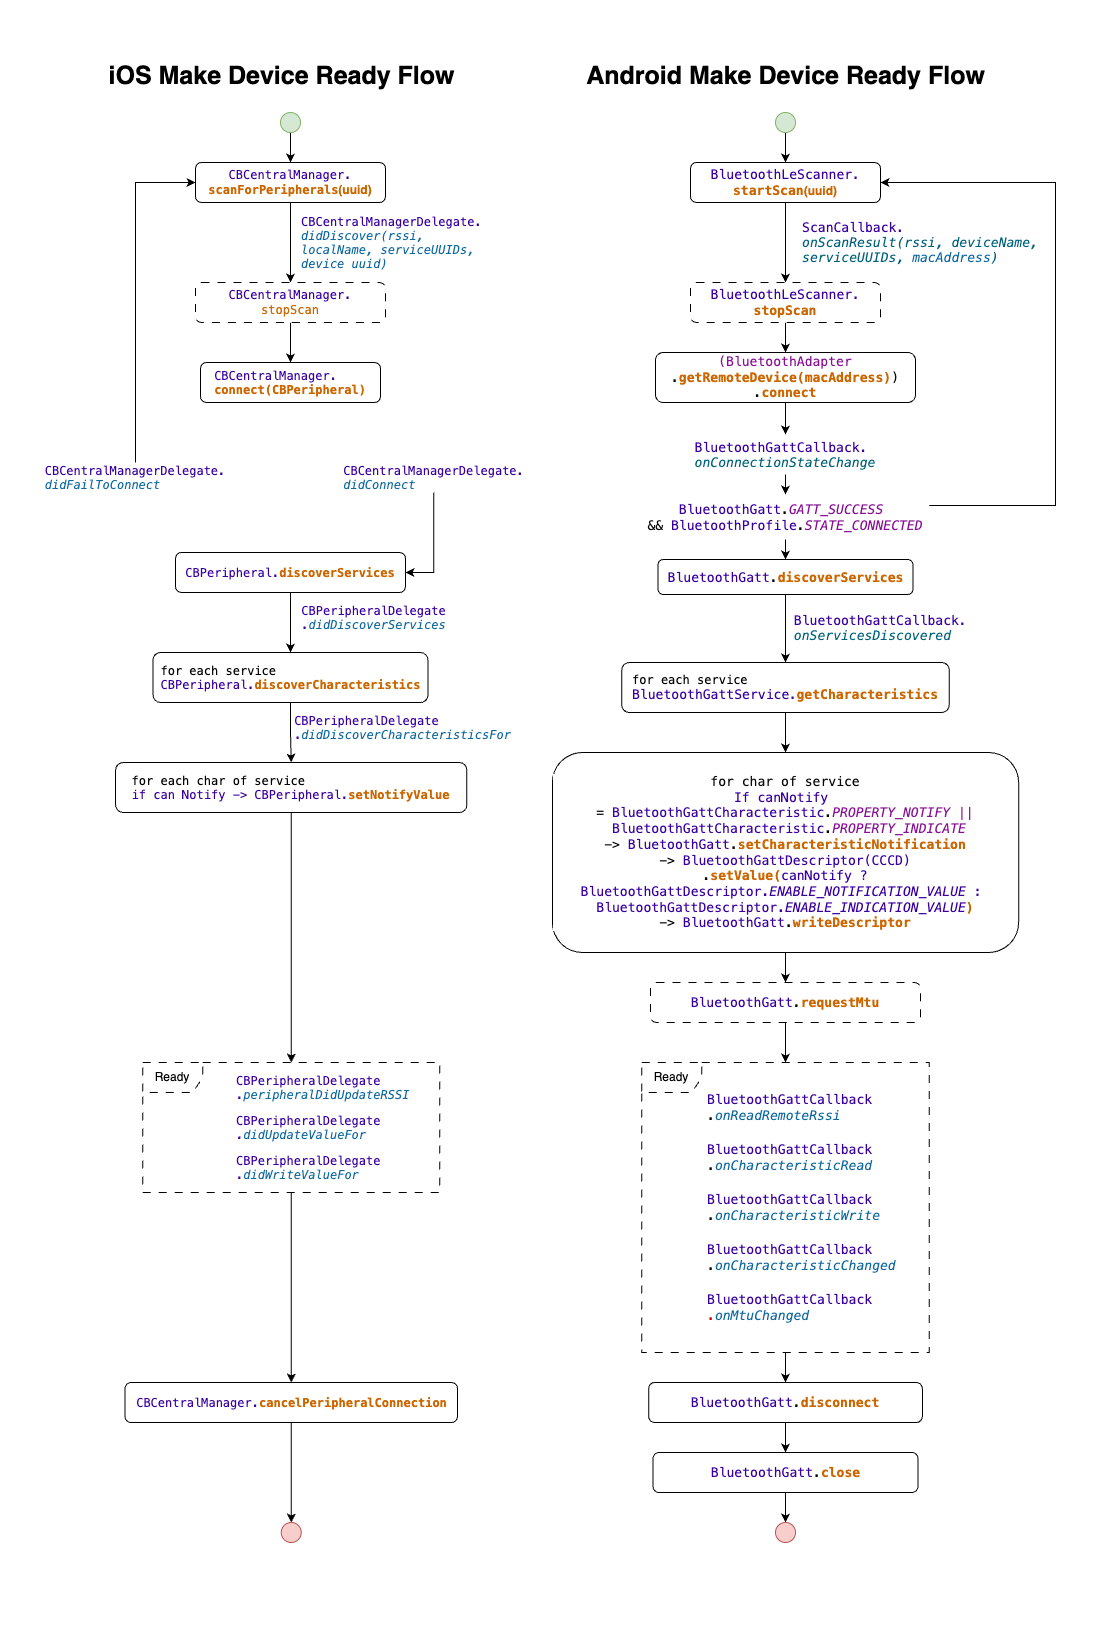 iOS Make Device Ready Flow
CBCentralManager.
scanForPeripherals(uuid)
CBCentralManagerDelegate.
didDiscover(rssi,
localName, serviceUUIDs,
device uuid)
CBCentralManager.
stopScan
CBCentralManager.
connect(CBPeripheral)
CBCentralManagerDelegate.
didFailToConnect
CBCentralManagerDelegate.
didConnect
CBPeripheral.discoverServices
CBPeripheralDelegate
.didDiscoverServices
for each service
CBPeripheral.discoverCharacteristics
CBPeripheralDelegate
.didDiscoverCharacteristicsFor
for each char of service
if can Notify -> CBPeripheral.setNotifyValue
Ready
CBPeripheralDelegate
.peripheralDidUpdateRSSI
CBPeripheralDelegate
.didUpdateValueFor
CBPeripheralDelegate
.didWriteValueFor
CBCentralManager.cancelPeripheralConnection
Android Make Device Ready Flow
BluetoothLeScanner.
startScan(uuid)
ScanCallback.
onScanResult(rssi, deviceName,
serviceUUIDs, macAddress)
BluetoothLeScanner.
stopScan
(BluetoothAdapter
.getRemoteDevice(macAddress))
.connect
BluetoothGattCallback.
onConnectionStateChange
BluetoothGatt.GATT_SUCCESS
&& BluetoothProfile.STATE_CONNECTED
BluetoothGatt.discoverServices
BluetoothGattCallback.
onServicesDiscovered
for each service
BluetoothGattService.getCharacteristics
for char of service
If canNotify
= BluetoothGattCharacteristic.PROPERTY_NOTIFY ||
BluetoothGattCharacteristic.PROPERTY_INDICATE
-> BluetoothGatt.setCharacteristicNotification
-> BluetoothGattDescriptor(CCCD)
.setValue(canNotify ?
BluetoothGattDescriptor.ENABLE_NOTIFICATION_VALUE :
BluetoothGattDescriptor.ENABLE_INDICATION_VALUE)
-> BluetoothGatt.writeDescriptor
BluetoothGatt.requestMtu
Ready
BluetoothGattCallback
.onReadRemoteRssi
BluetoothGattCallback
.onCharacteristicRead
BluetoothGattCallback
.onCharacteristicWrite
BluetoothGattCallback
.onCharacteristicChanged
BluetoothGattCallback
.onMtuChanged
BluetoothGatt.disconnect
BluetoothGatt.close